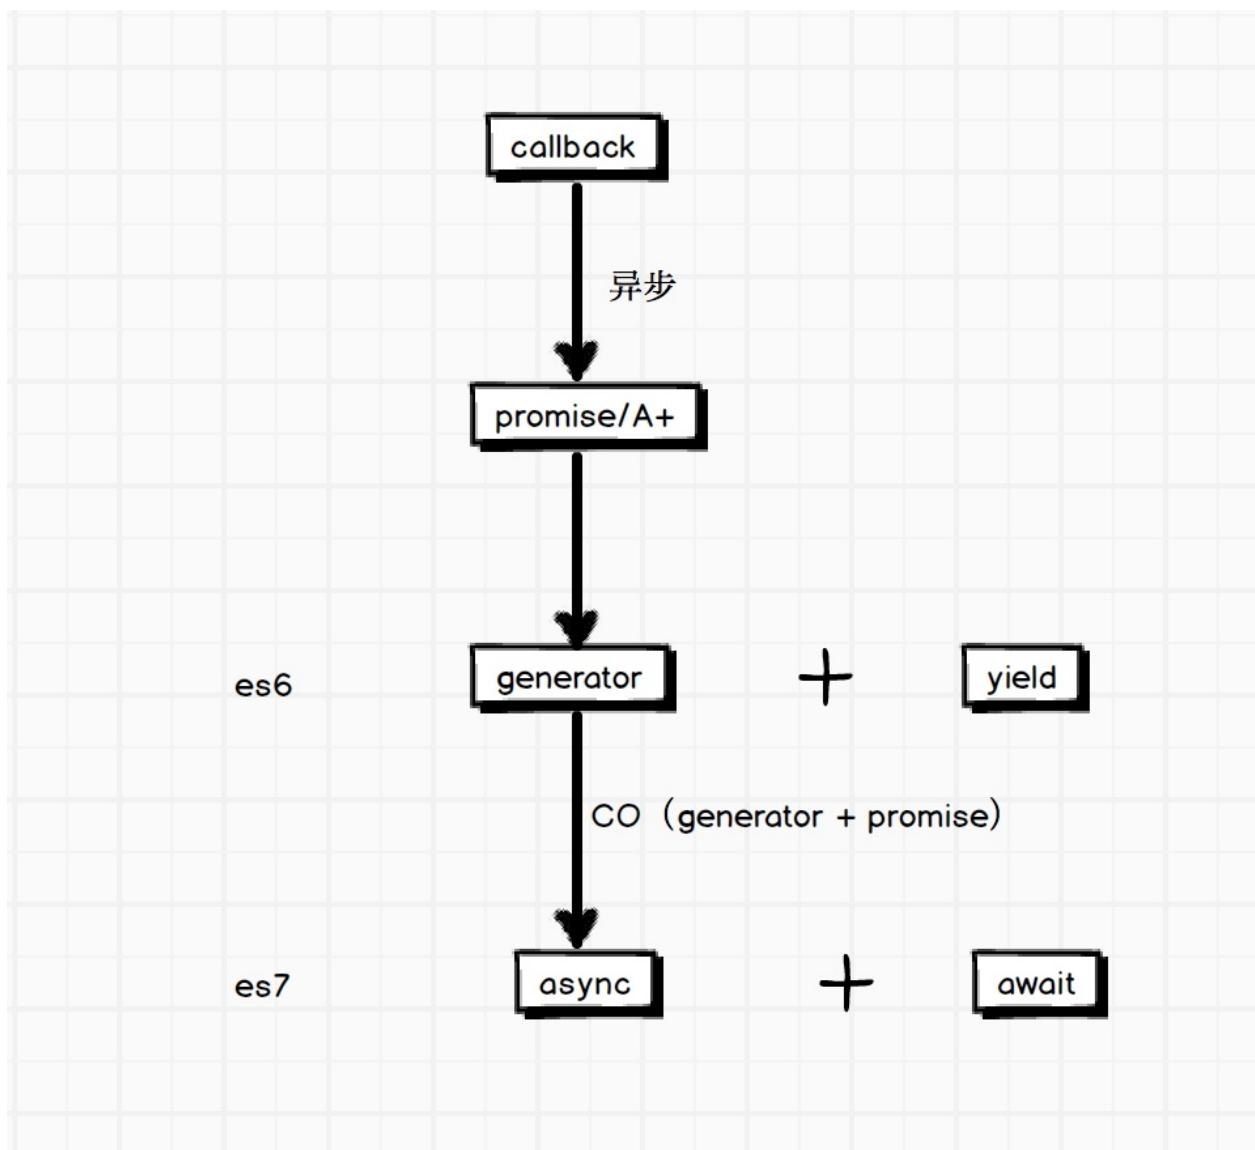 callback
异步
promise/A+
es6 generator + yield
CO（generator + promise）
es7 async + await